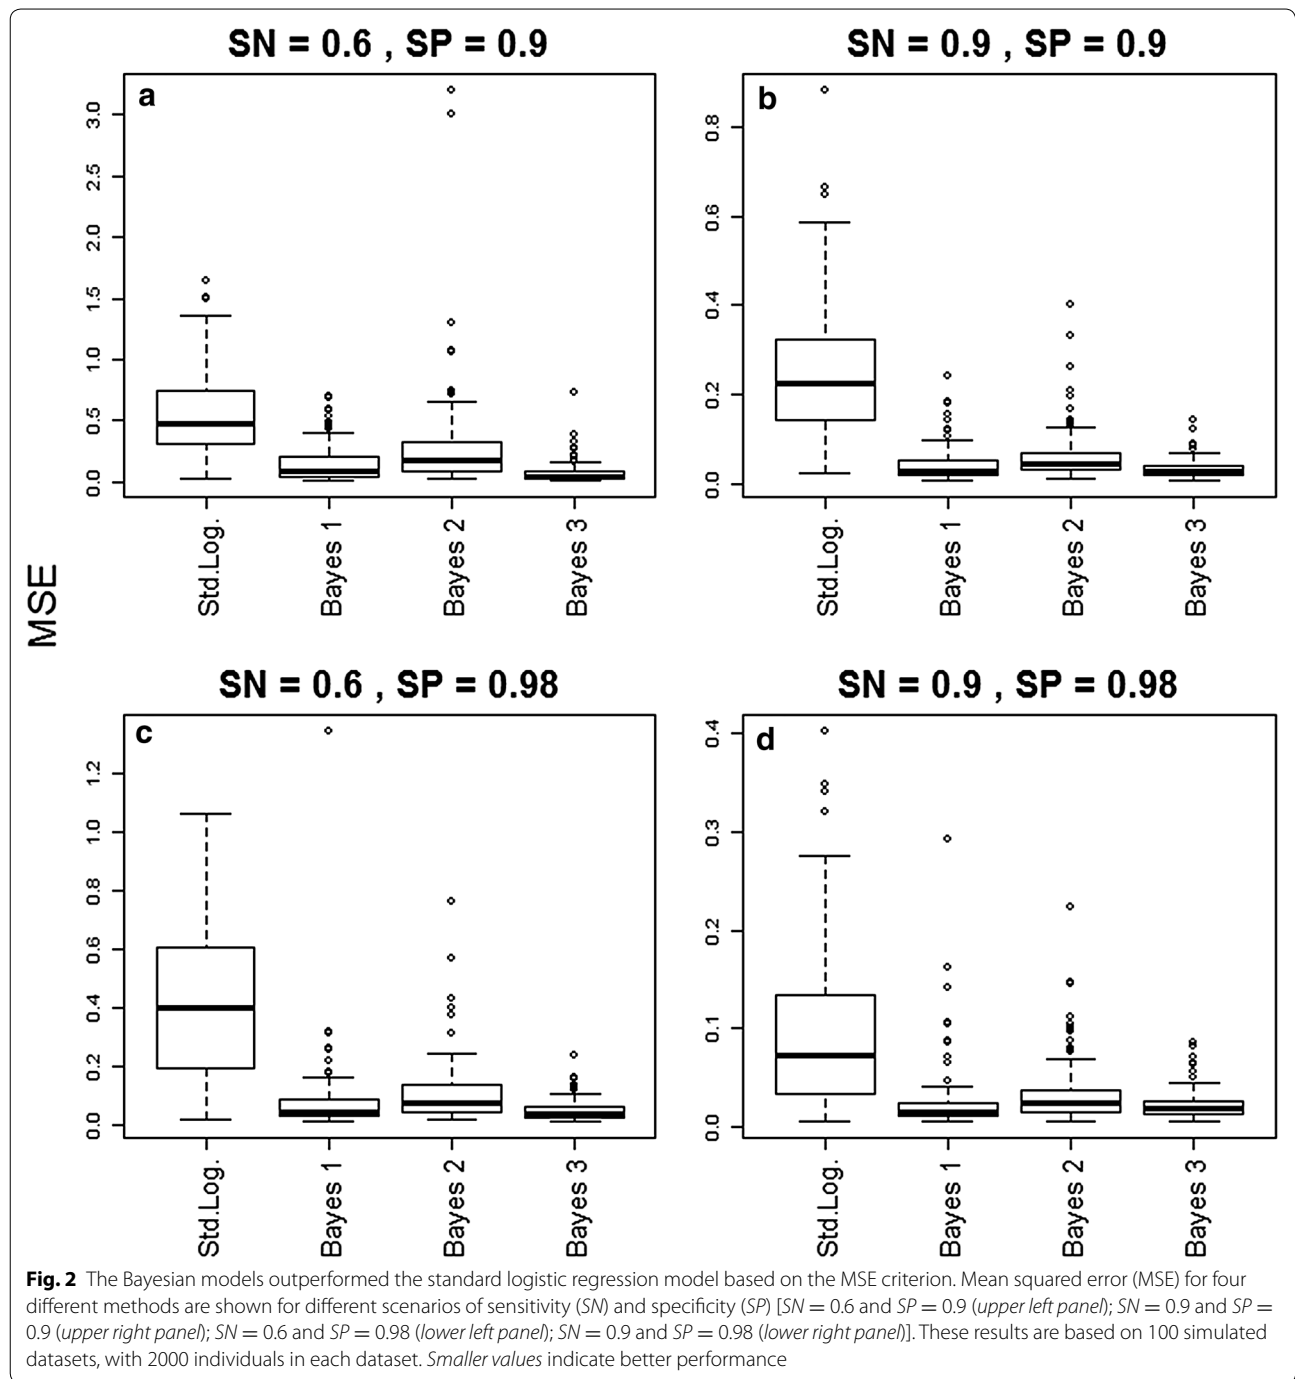 SN = 0.6 , SP = 0.9
a
3.0
2.5
2.0
1.5
1.0
0.5
0.0
Std.Log.
Bayes 1
Bayes 2
Bayes 3
SN = 0.9 , SP = 0.9
b
0.8
0.6
0.4
0.2
0.0
Std.Log.
Bayes 1
Bayes 2
Bayes 3
MSE
SN = 0.6 , SP = 0.98
c
1.2
1.0
0.8
0.6
0.4
0.2
0.0
Std.Log.
Bayes 1
Bayes 2
Bayes 3
SN = 0.9 , SP = 0.98
d
0.4
0.3
0.2
0.1
0.0
Std.Log.
Bayes 1
Bayes 2
Bayes 3
Fig. 2 The Bayesian models outperformed the standard logistic regression model based on the MSE criterion. Mean squared error (MSE) for four
different methods are shown for different scenarios of sensitivity (SN) and specificity (SP) [SN = 0.6 and SP = 0.9 (upper left panel); SN = 0.9 and SP =
0.9 (upper right panel); SN = 0.6 and SP = 0.98 (lower left panel); SN = 0.9 and SP = 0.98 (lower right panel)]. These results are based on 100 simulated
datasets, with 2000 individuals in each dataset. Smaller values indicate better performance